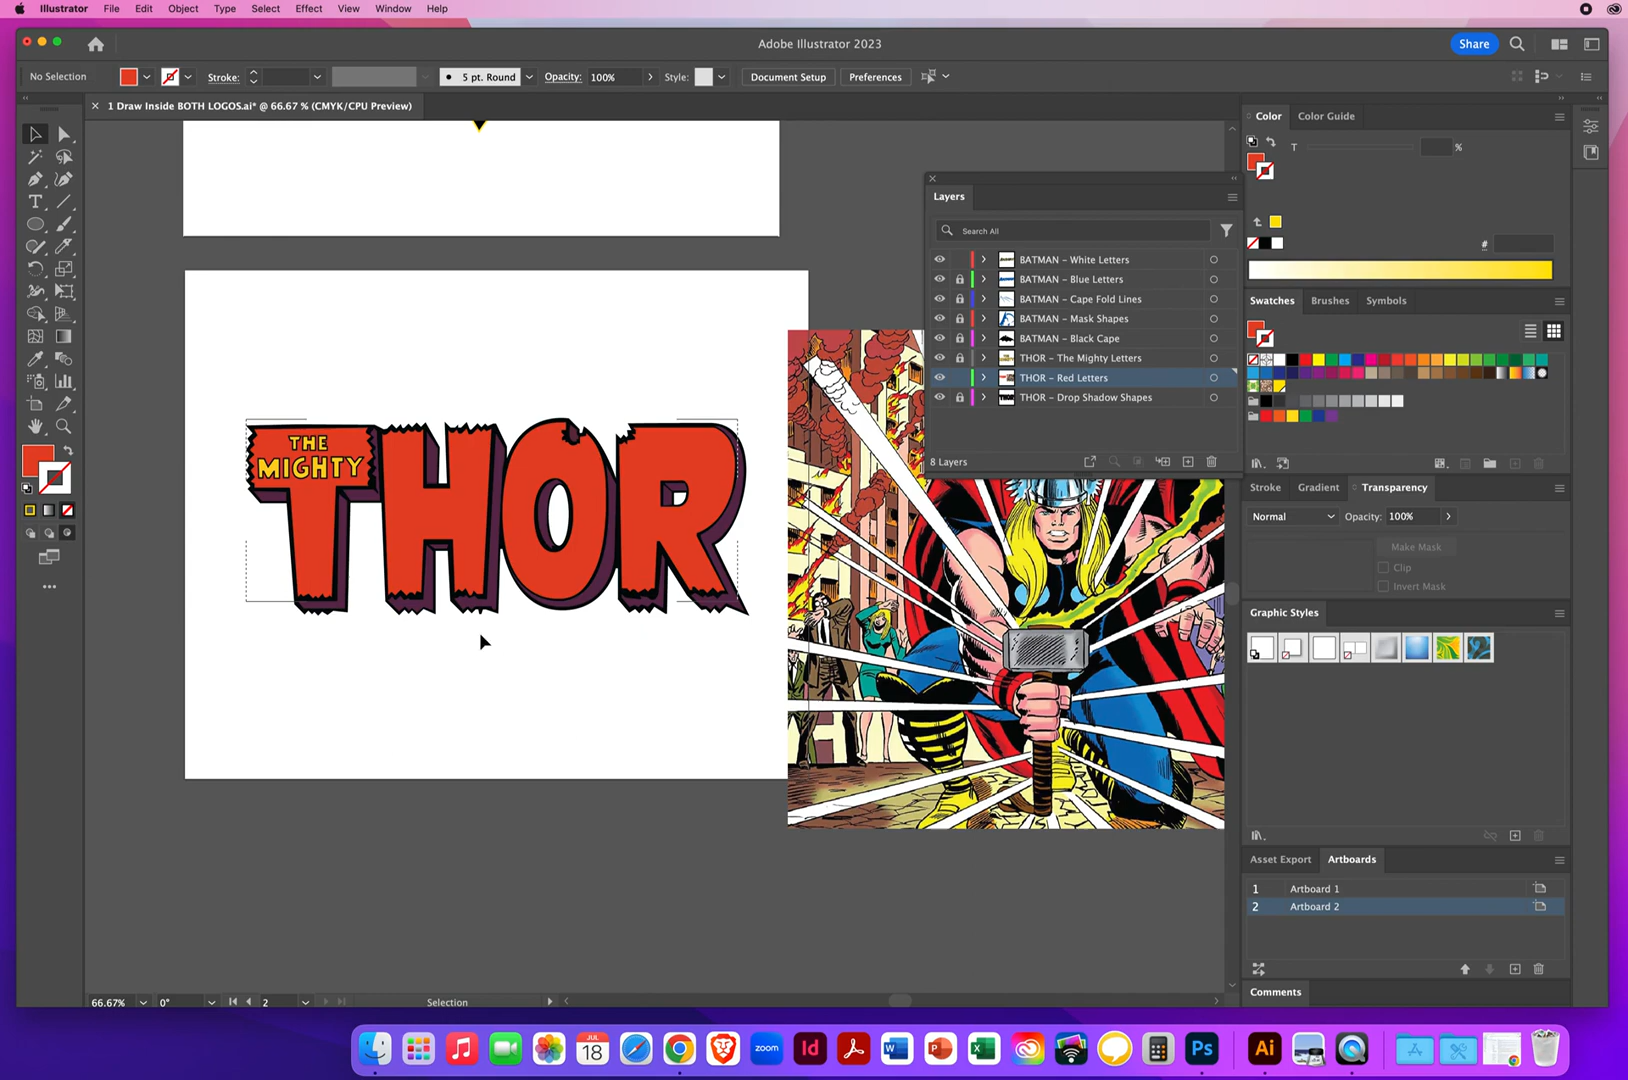 Illustrator File Edit Object Type Select Effect View Window Help
Adobe Illustrator 2023
Share
No Selection
Stroke:
5 pt. Round
Opacity: 100%
Style:
Document Setup
Preferences
1 Draw Inside BOTH LOGOS.ai* @ 66.67 % (CMYK/CPU Preview)
Color
Color Guide
T
%
#
Layers
Search All
BATMAN – White Letters
BATMAN – Blue Letters
BATMAN – Cape Fold Lines
BATMAN – Mask Shapes
BATMAN – Black Cape
THOR – The Mighty Letters
THOR – Red Letters
THOR – Drop Shadow Shapes
8 Layers
Swatches
Brushes
Symbols
THE
MIGHTY
THOR
Stroke
Gradient
Transparency
Normal
Opacity: 100%
Make Mask
Clip
Invert Mask
Graphic Styles
Asset Export
Artboards
1 Artboard 1
2 Artboard 2
Comments
66.67%
0°
2
Selection
JUL
18
zoom
Id
W
P
X
Ps
Ai